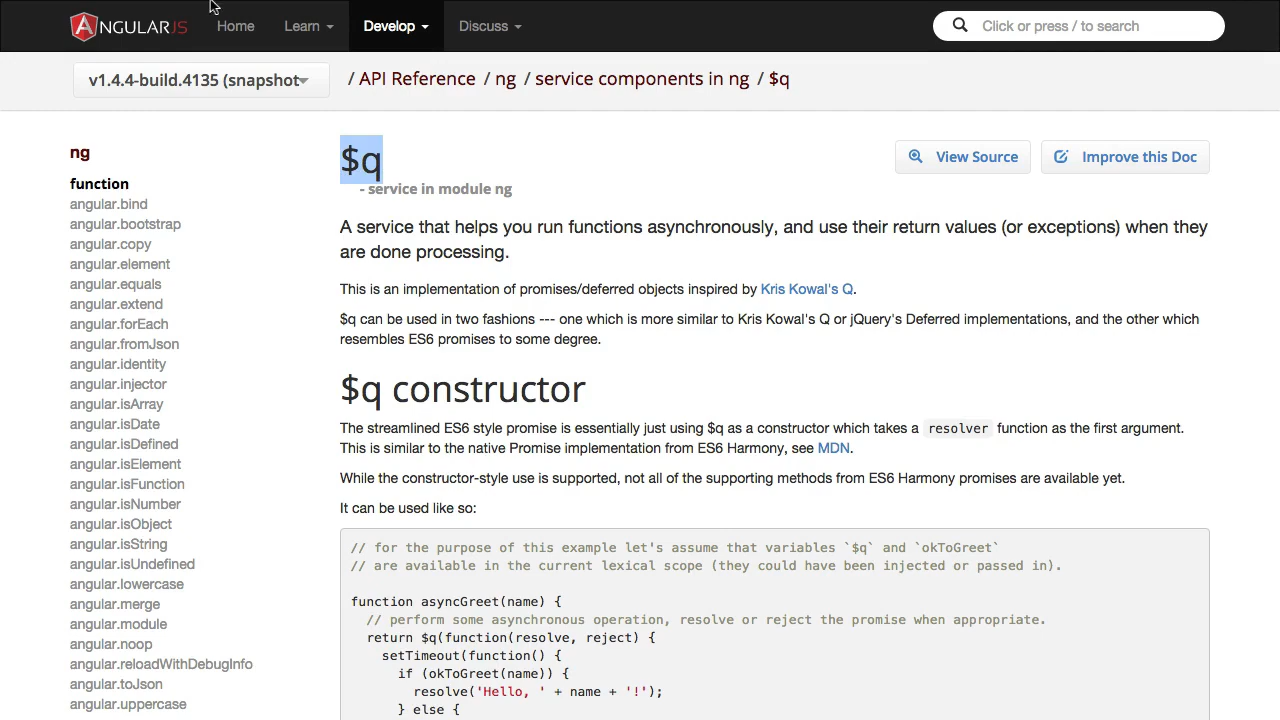 ANGULARJS Home Learn Develop Discuss Click or press / to search
v1.4.4-build.4135 (snapshot / API Reference / ng / service components in ng / $q
ng
function
angular.bind
angular.bootstrap
angular.copy
angular.element
angular.equals
angular.extend
angular.forEach
angular.fromJson
angular.identity
angular.injector
angular.isArray
angular.isDate
angular.isDefined
angular.isElement
angular.isFunction
angular.isNumber
angular.isObject
angular.isString
angular.isUndefined
angular.lowercase
angular.merge
angular.module
angular.noop
angular.reloadWithDebugInfo
angular.toJson
angular.uppercase
$q
View Source Improve this Doc
- service in module ng
A service that helps you run functions asynchronously, and use their return values (or exceptions) when they
are done processing.
This is an implementation of promises/deferred objects inspired by Kris Kowal's Q.
$q can be used in two fashions --- one which is more similar to Kris Kowal's Q or jQuery's Deferred implementations, and the other which
resembles ES6 promises to some degree.
$q constructor
The streamlined ES6 style promise is essentially just using $q as a constructor which takes a resolver function as the first argument.
This is similar to the native Promise implementation from ES6 Harmony, see MDN.
While the constructor-style use is supported, not all of the supporting methods from ES6 Harmony promises are available yet.
It can be used like so:
// for the purpose of this example let's assume that variables `$q` and `okToGreet`
// are available in the current lexical scope (they could have been injected or passed in).
function asyncGreet(name) {
// perform some asynchronous operation, resolve or reject the promise when appropriate.
return $q(function(resolve, reject) {
setTimeout(function() {
if (okToGreet(name)) {
resolve('Hello, ' + name + '!');
} else {